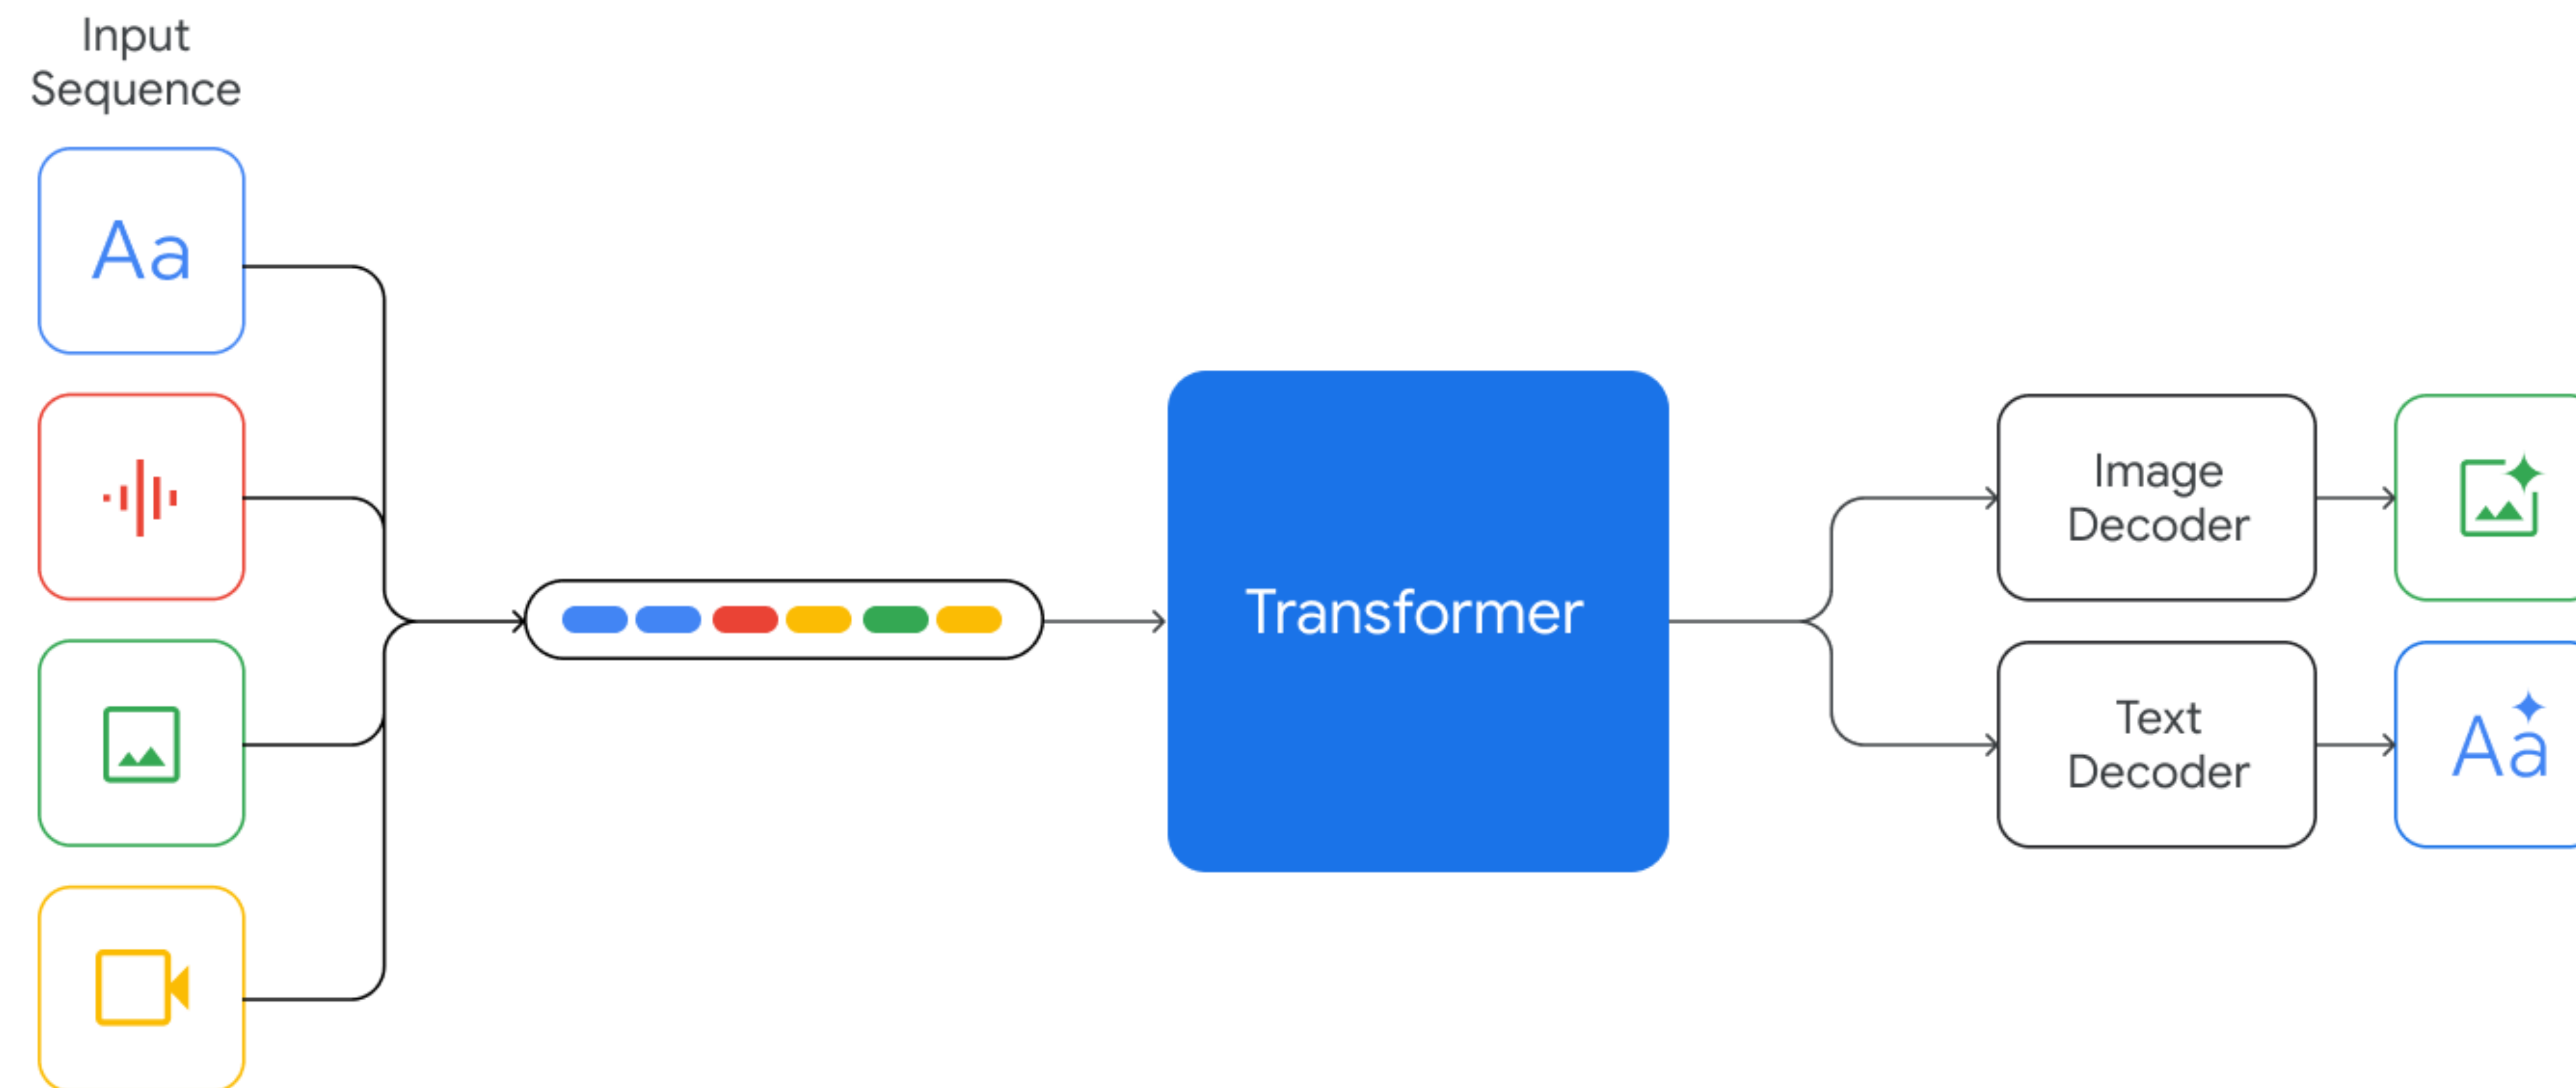 Input
Sequence
Aa
Transformer
Image
Decoder
Text
Decoder
Aa